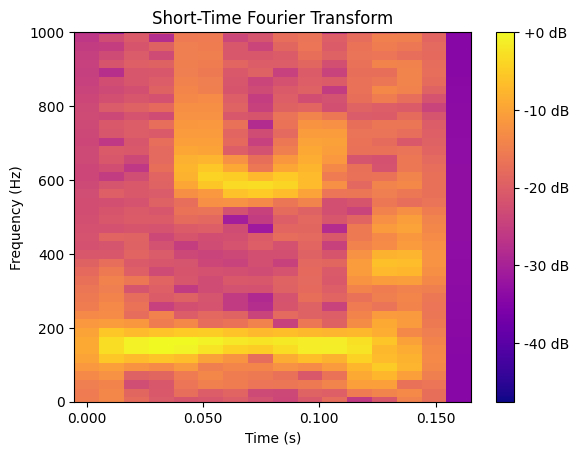 Short-Time Fourier Transform
1000
800
600
400
200
0
Frequency (Hz)
0.000
0.050
0.100
0.150
Time (s)
+0 dB
-10 dB
-20 dB
-30 dB
-40 dB